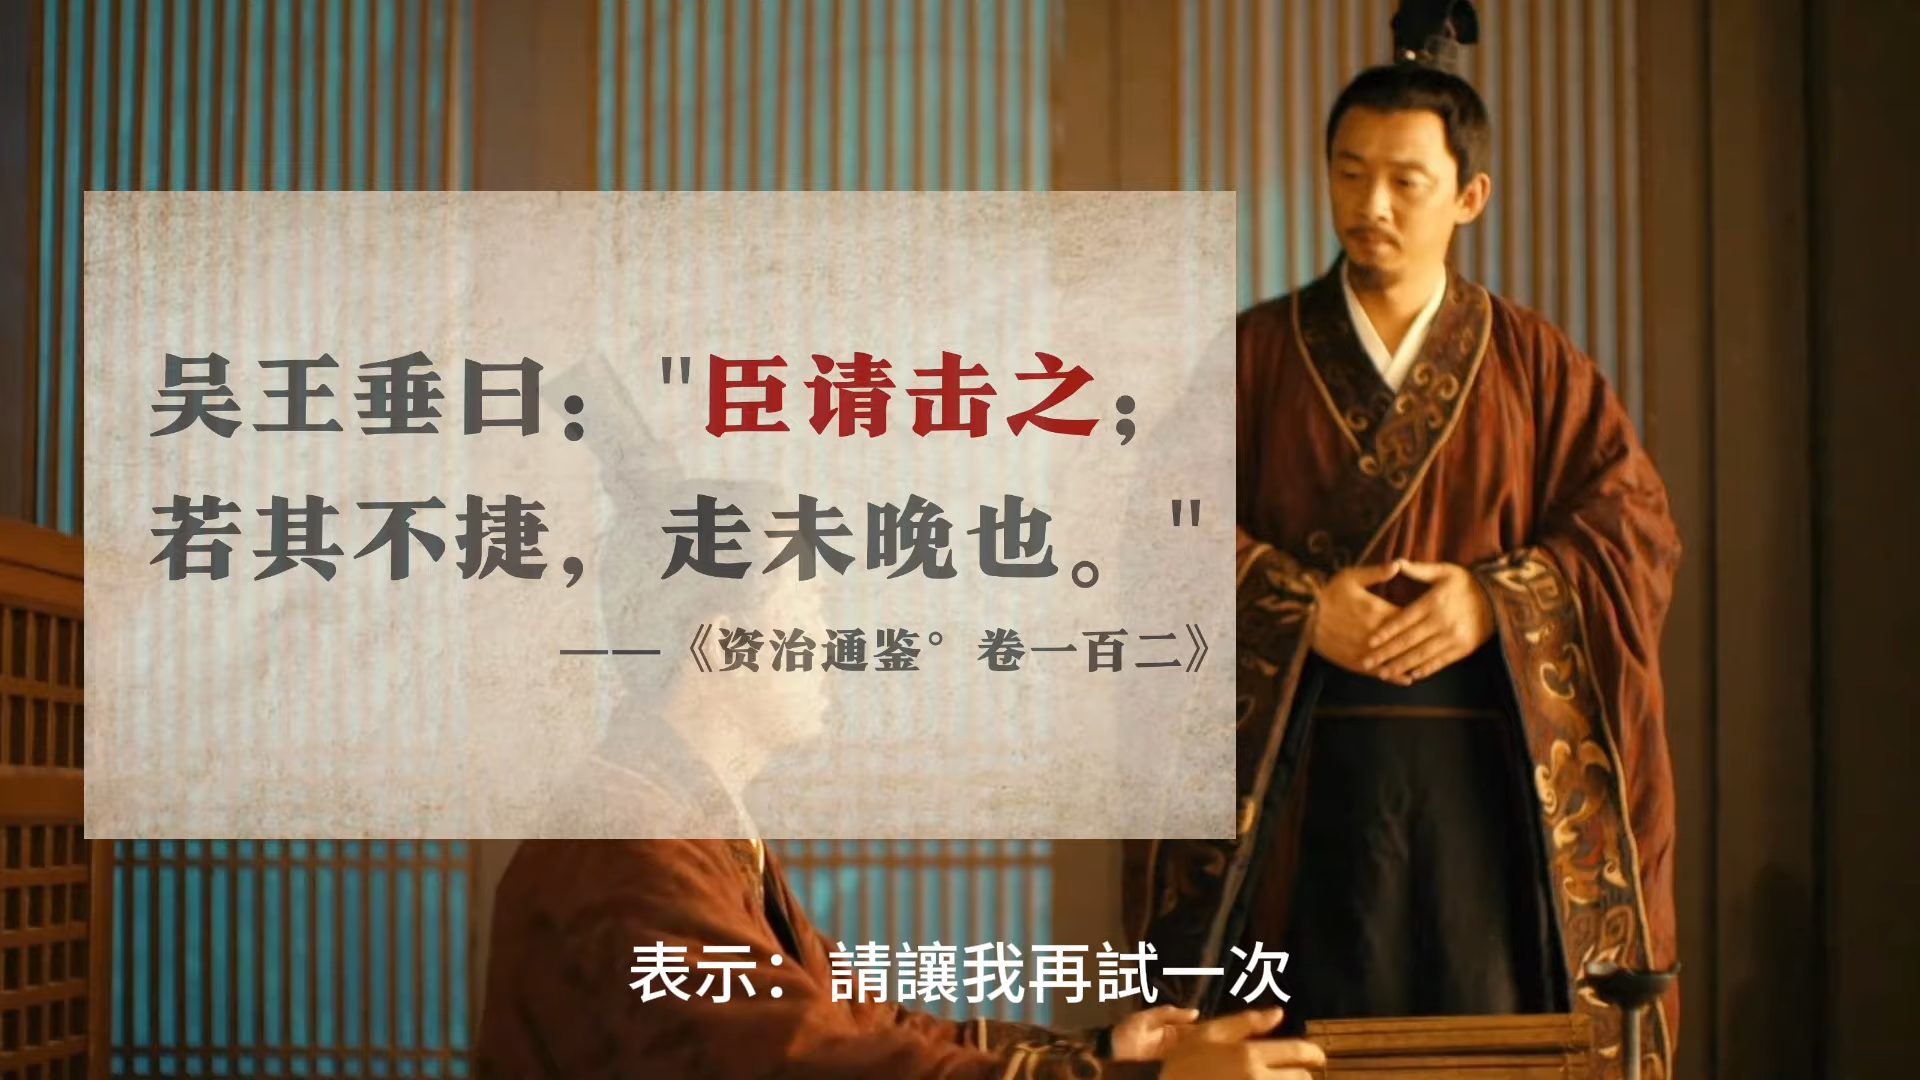 吴王垂曰："臣请击之；
若其不捷，走未晚也。"
——《资治通鉴°卷一百二》
表示：請讓我再試一次